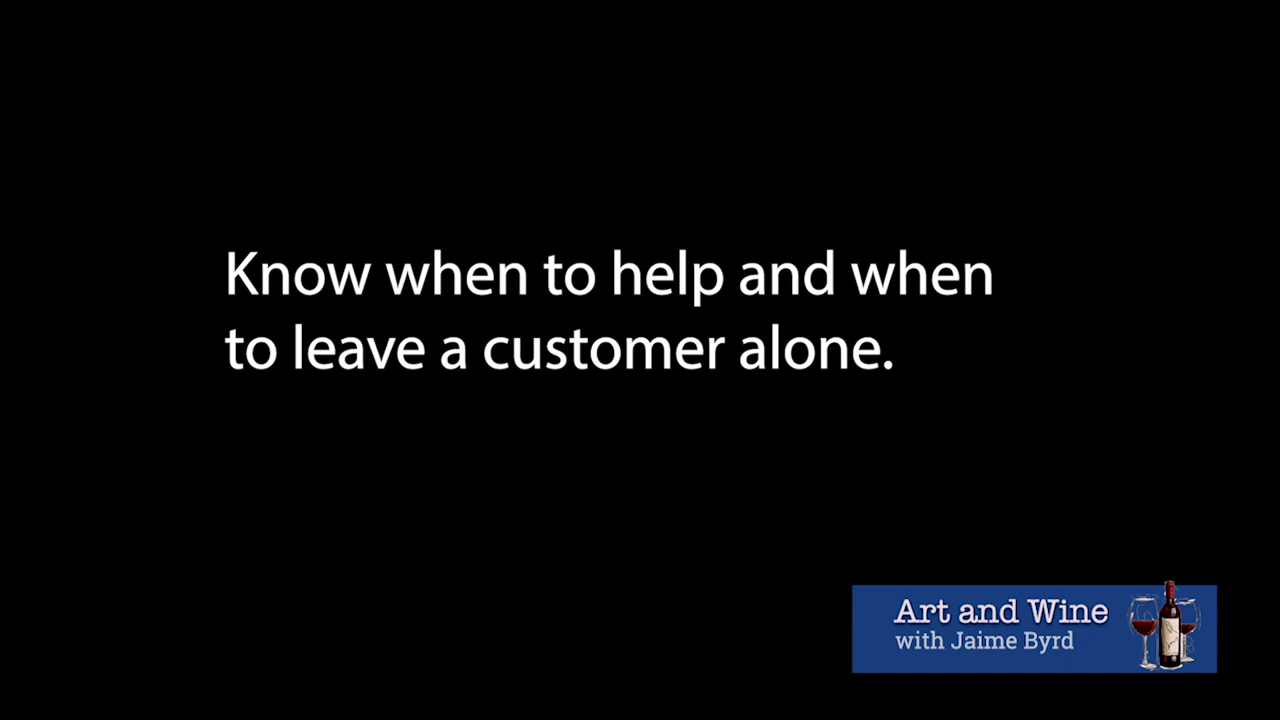 Know when to help and when
to leave a customer alone.
Art and Wine
with Jaime Byrd